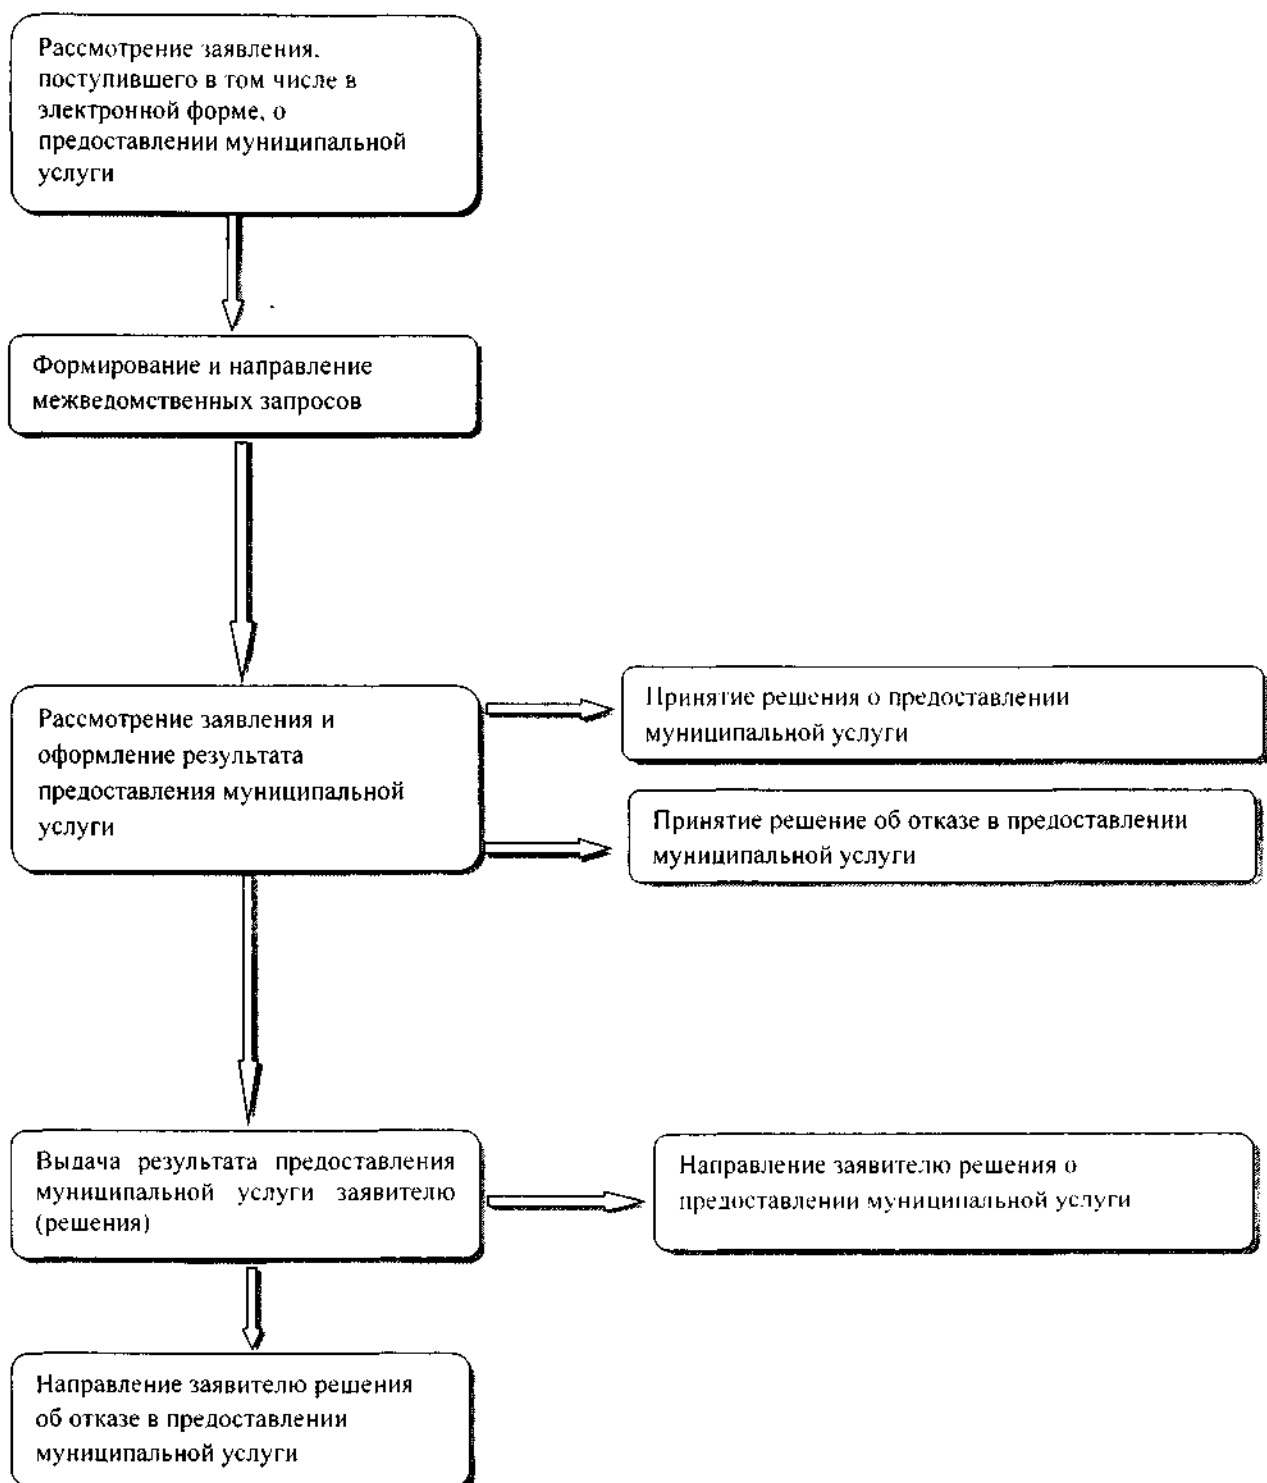 Рассмотрение заявления,
поступившего в том числе в
электронной форме, о
предоставлении муниципальной
услуги
Формирование и направление
межведомственных запросов
Рассмотрение заявления и
оформление результата
предоставления муниципальной
услуги
Принятие решения о предоставлении
муниципальной услуги
Принятие решение об отказе в предоставлении
муниципальной услуги
Выдача результата предоставления
муниципальной услуги заявителю
(решения)
Направление заявителю решения о
предоставлении муниципальной услуги
Направление заявителю решения
об отказе в предоставлении
муниципальной услуги